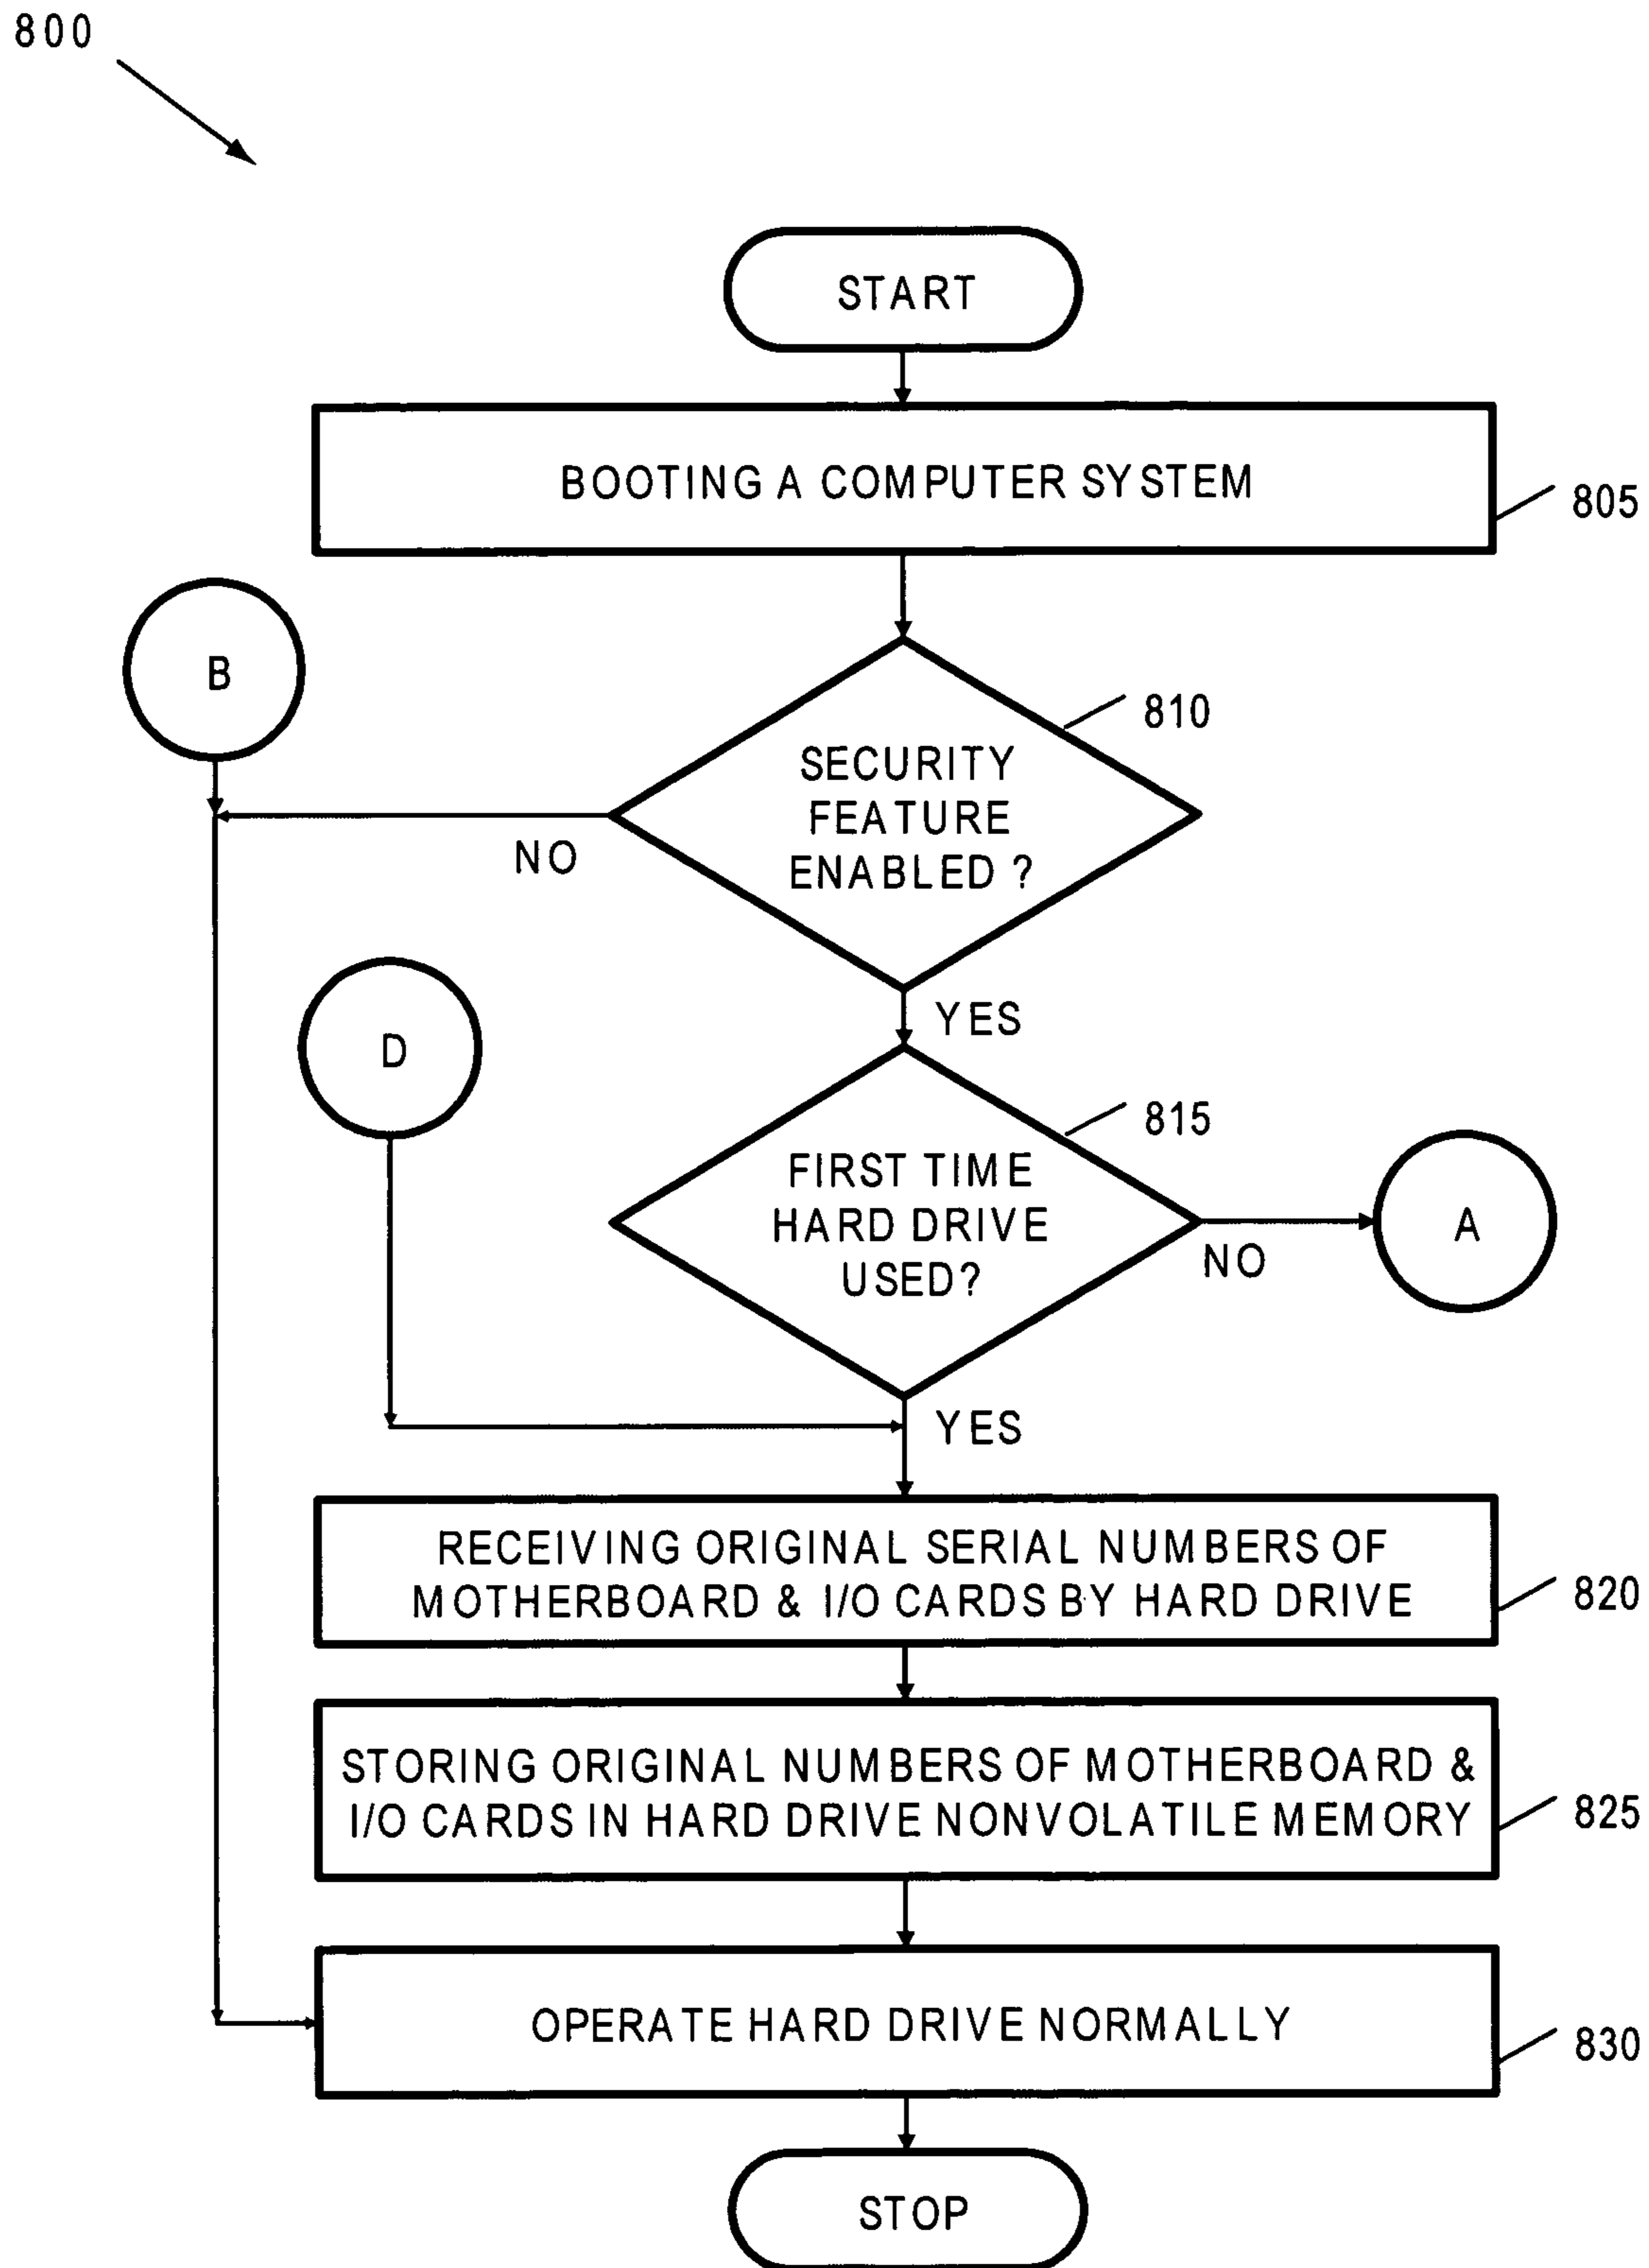 800
START
BOOTING A COMPUTER SYSTEM
805
B
810
SECURITY
FEATURE
ENABLED ?
NO
YES
D
815
FIRST TIME
HARD DRIVE
USED?
NO
A
YES
RECEIVING ORIGINAL SERIAL NUMBERS OF
MOTHERBOARD & I/O CARDS BY HARD DRIVE
820
STORING ORIGINAL NUMBERS OF MOTHERBOARD &
I/O CARDS IN HARD DRIVE NONVOLATILE MEMORY
825
OPERATE HARD DRIVE NORMALLY
830
STOP